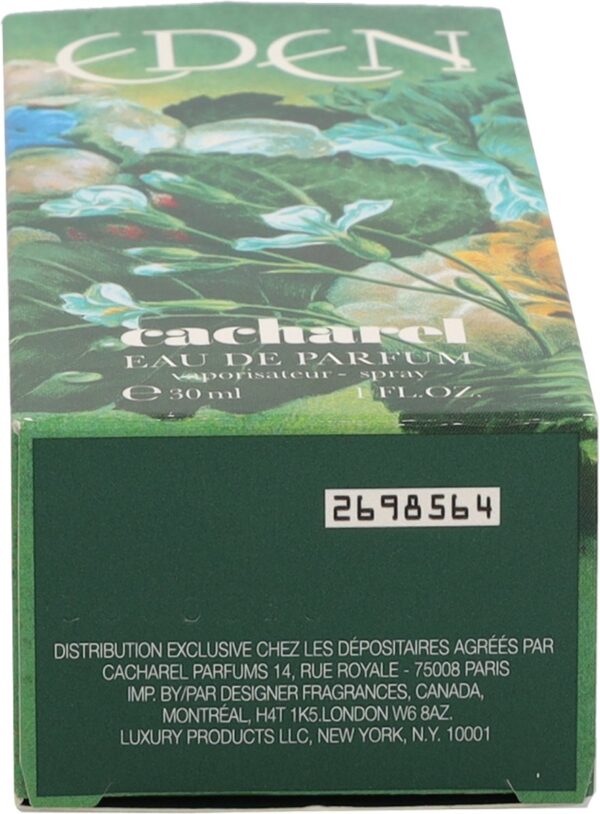 EDEN
cacharel
EAU DE PARFUM
vaporisateur - spray
℮ 30 ml 1 FL.OZ.
2698564
DISTRIBUTION EXCLUSIVE CHEZ LES DÉPOSITAIRES AGRÉÉS PAR
CACHAREL PARFUMS 14, RUE ROYALE - 75008 PARIS
IMP. BY/PAR DESIGNER FRAGRANCES, CANADA,
MONTRÉAL, H4T 1K5.LONDON W6 8AZ.
LUXURY PRODUCTS LLC, NEW YORK, N.Y. 10001